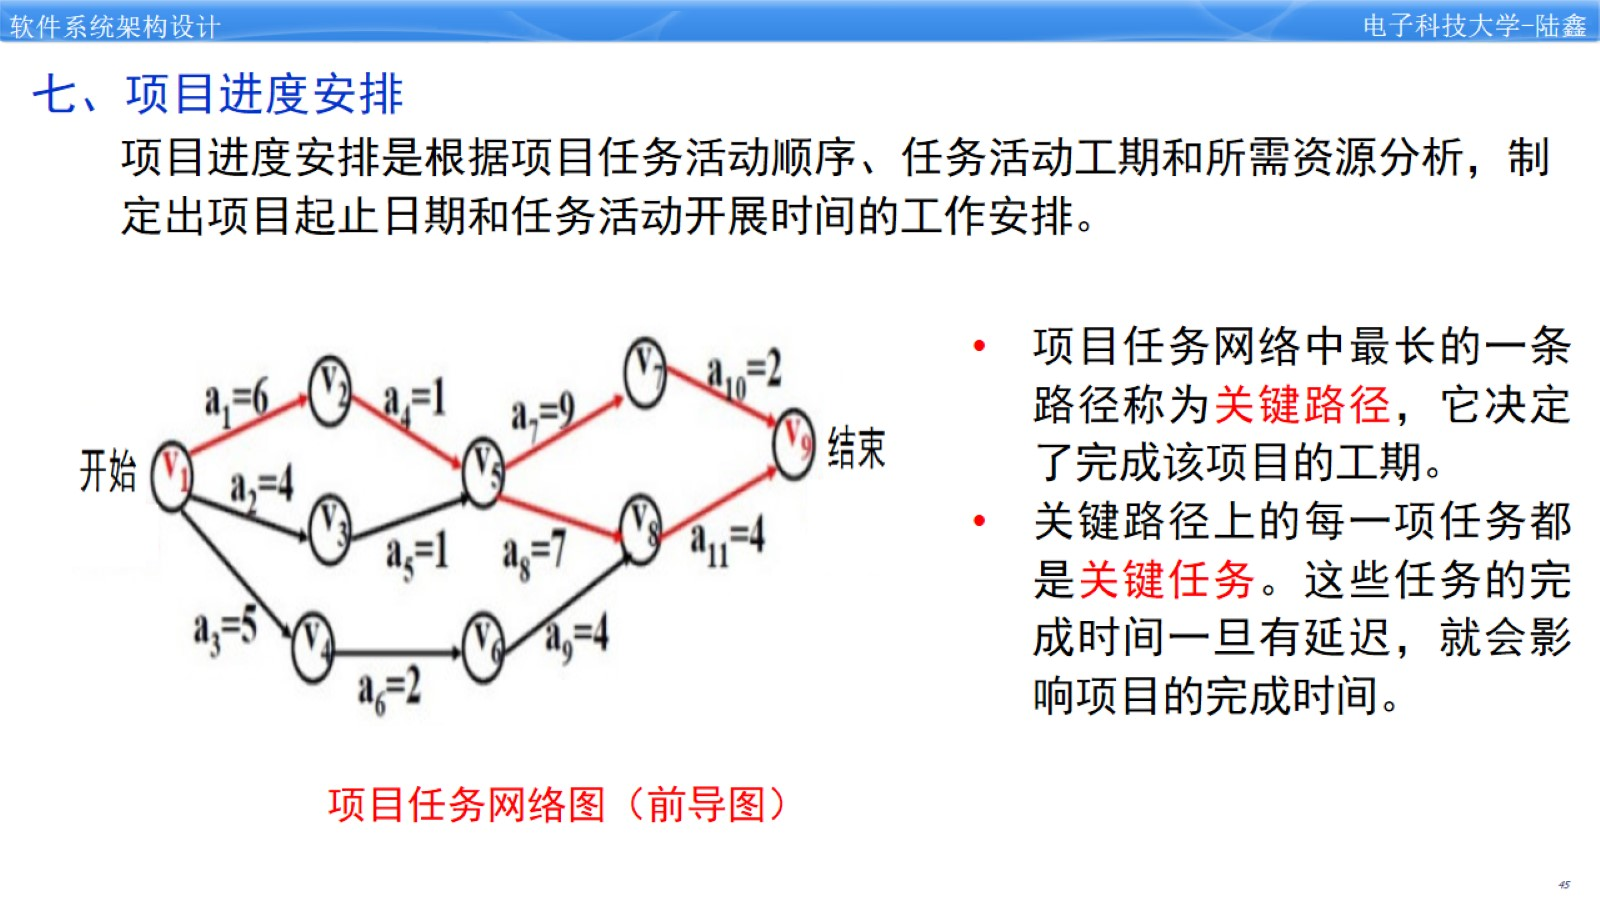 软件系统架构设计
电子科技大学-陆鑫
七、项目进度安排
项目进度安排是根据项目任务活动顺序、任务活动工期和所需资源分析，制
定出项目起止日期和任务活动开展时间的工作安排。
开始
V1
a1=6
V2
a4=1
a2=4
V3
a5=1
a3=5
V4
a6=2
V5
a7=9
V7
a10=2
a8=7
V8
a11=4
V6
a9=4
V9
结束
项目任务网络图（前导图）
• 项目任务网络中最长的一条
路径称为关键路径，它决定
了完成该项目的工期。
• 关键路径上的每一项任务都
是关键任务。这些任务的完
成时间一旦有延迟，就会影
响项目的完成时间。
45